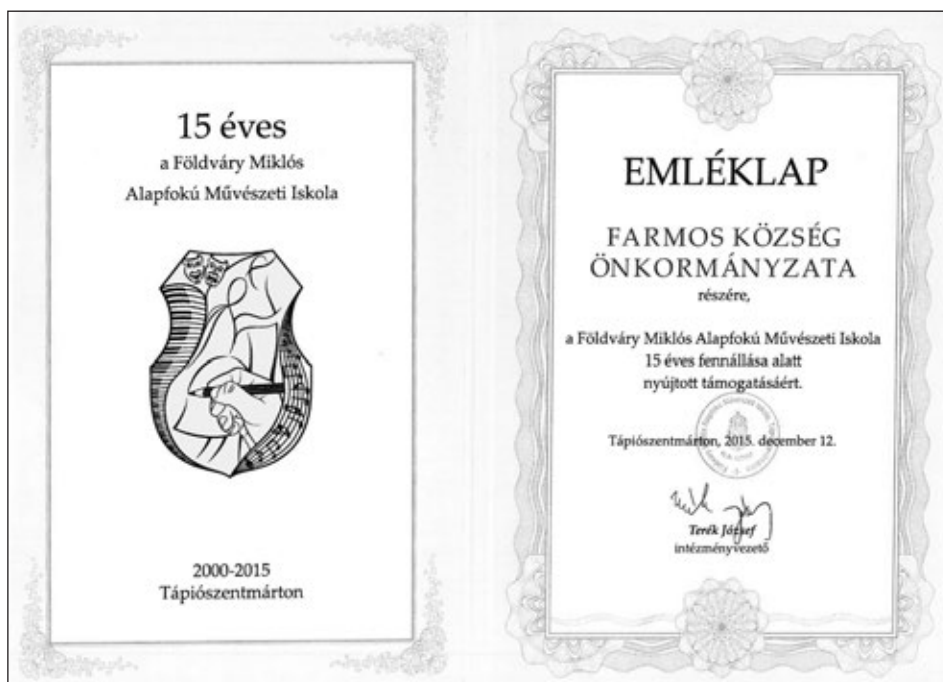 15 éves
a Földváry Miklós
Alapfokú Művészeti Iskola
2000-2015
Tápiószentmárton
EMLÉKLAP
FARMOS KÖZSÉG
ÖNKORMÁNYZATA
részére,
a Földváry Miklós Alapfokú Művészeti Iskola
15 éves fennállása alatt
nyújtott támogatásáért.
Tápiószentmárton, 2015. december 12.
Terék József
intézményvezető